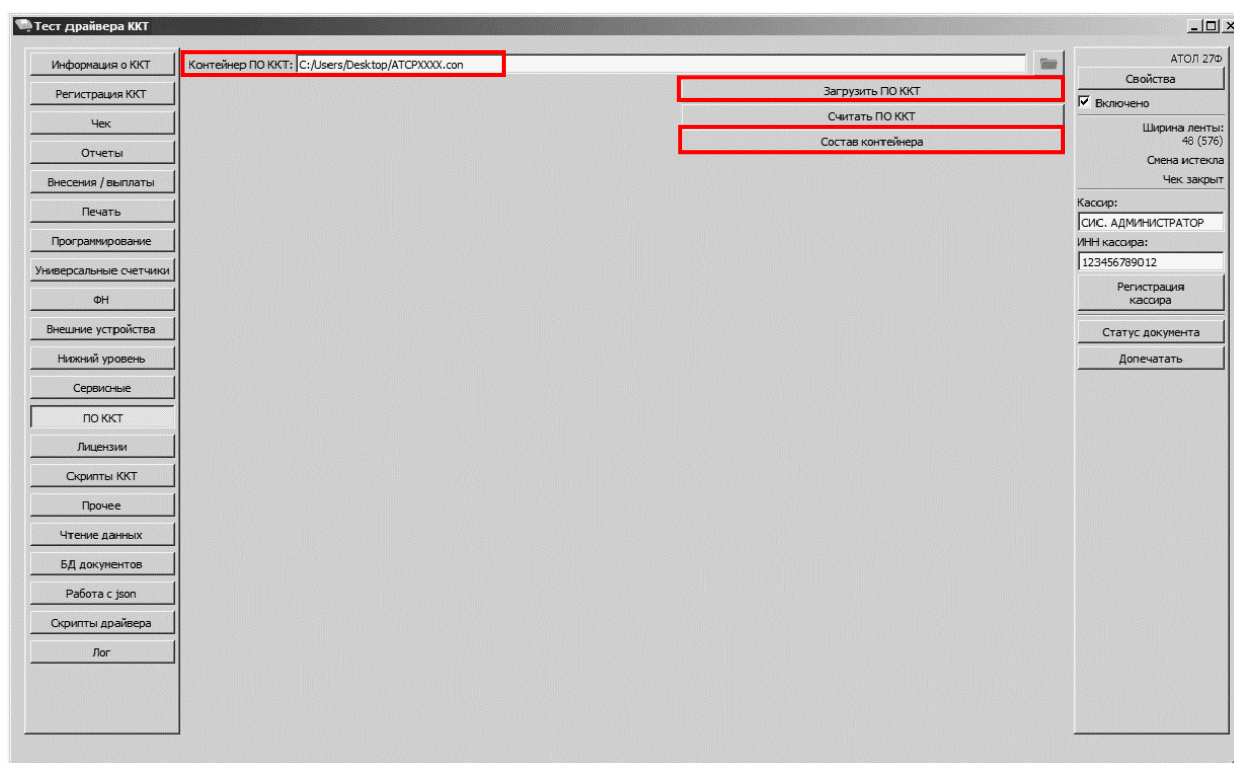 Тест драйвера ККТ
Информация о ККТ
Регистрация ККТ
Чек
Отчеты
Внесения / выплаты
Печать
Программирование
Универсальные счетчики
ФН
Внешние устройства
Нижний уровень
Сервисные
ПО ККТ
Лицензии
Скрипты ККТ
Прочее
Чтение данных
БД документов
Работа с json
Скрипты драйвера
Лог
Контейнер ПО ККТ: C:/Users/Desktop/ATCPXXXX.con
Загрузить ПО ККТ
Считать ПО ККТ
Состав контейнера
АТОЛ 27Ф
Свойства
Включено
Ширина ленты:
48 (576)
Смена истекла
Чек закрыт
Кассир:
СИС. АДМИНИСТРАТОР
ИНН кассира:
123456789012
Регистрация
кассира
Статус документа
Допечатать